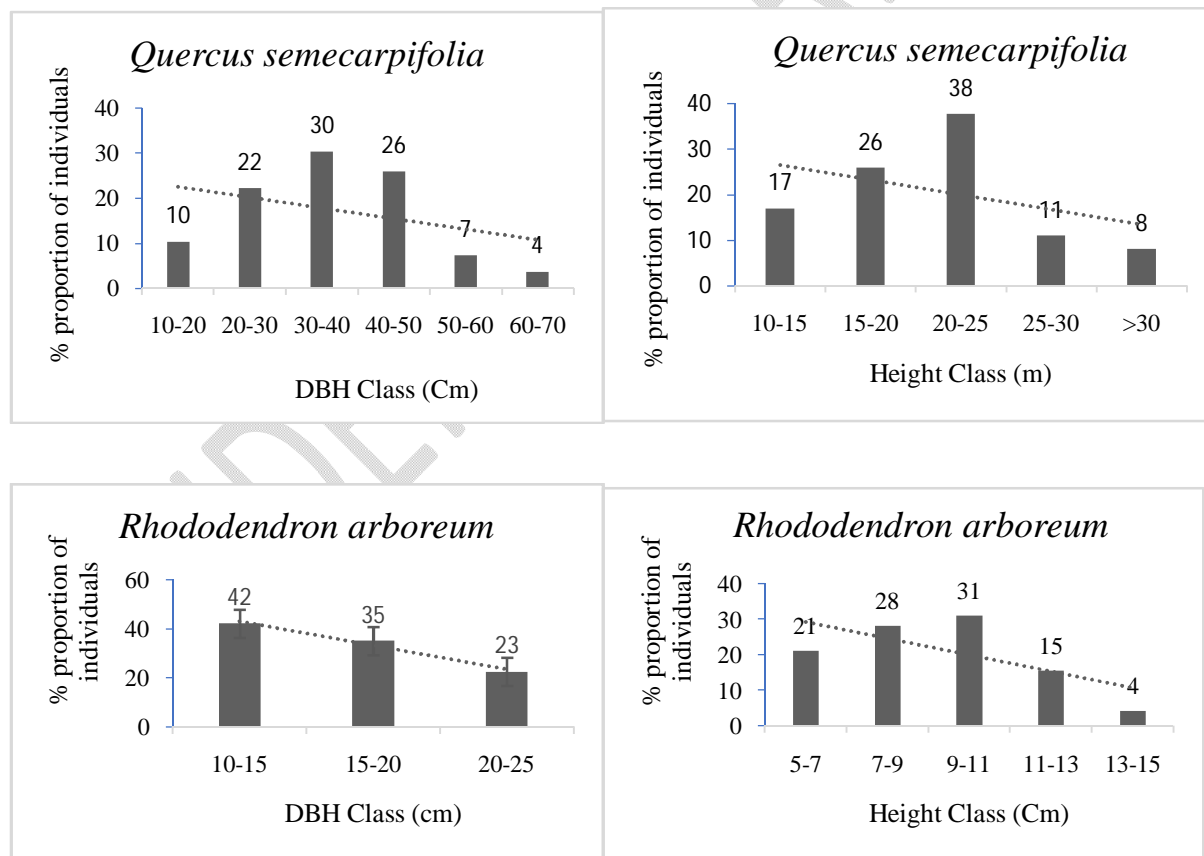 Quercus semecarpifolia
% proportion of individuals
40
30
20
10
0
10 22 30 26 7 4
10-20 20-30 30-40 40-50 50-60 60-70
DBH Class (Cm)
Quercus semecarpifolia
% proportion of individuals
40
30
20
10
0
17 26 38 11 8
10-15 15-20 20-25 25-30 >30
Height Class (m)
Rhododendron arboreum
% proportion of
individuals
60
40
20
0
42 35 23
10-15 15-20 20-25
DBH Class (cm)
Rhododendron arboreum
% proportion of
individuals
40
30
20
10
0
21 28 31 15 4
5-7 7-9 9-11 11-13 13-15
Height Class (Cm)